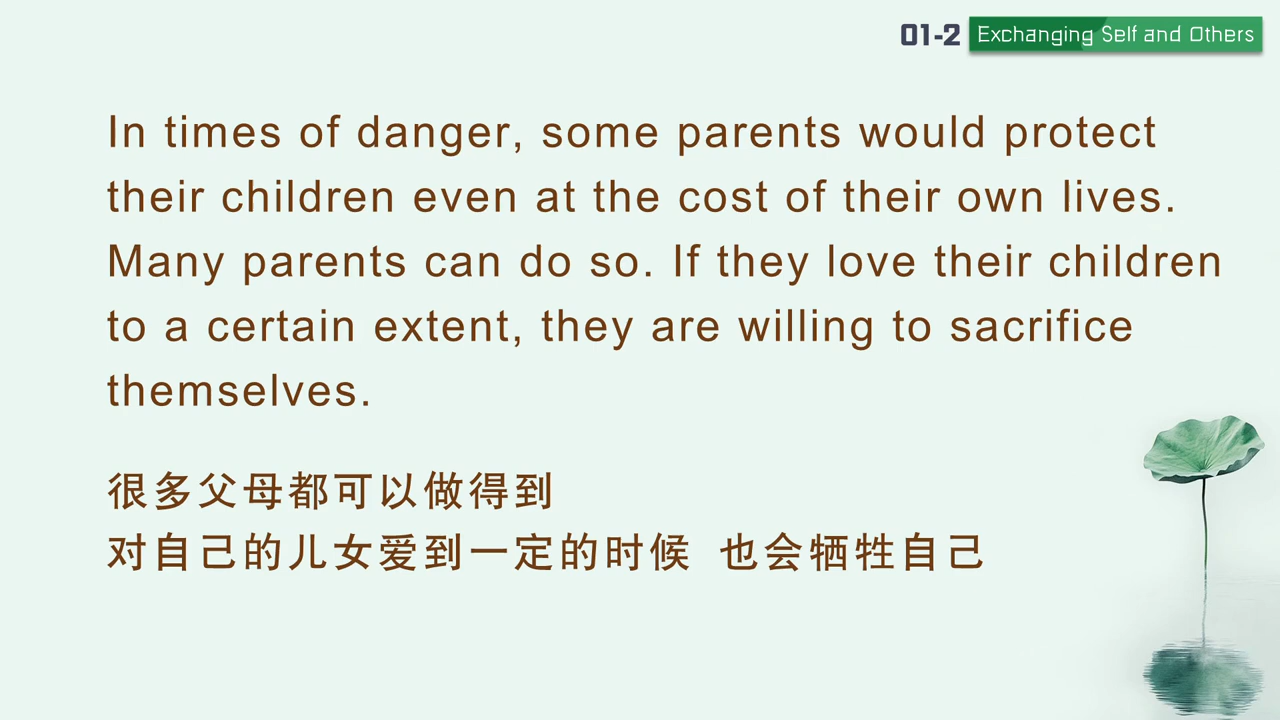 01-2 Exchanging Self and Others
In times of danger, some parents would protect
their children even at the cost of their own lives.
Many parents can do so. If they love their children
to a certain extent, they are willing to sacrifice
themselves.
很多父母都可以做得到
对自己的儿女爱到一定的时候 也会牺牲自己